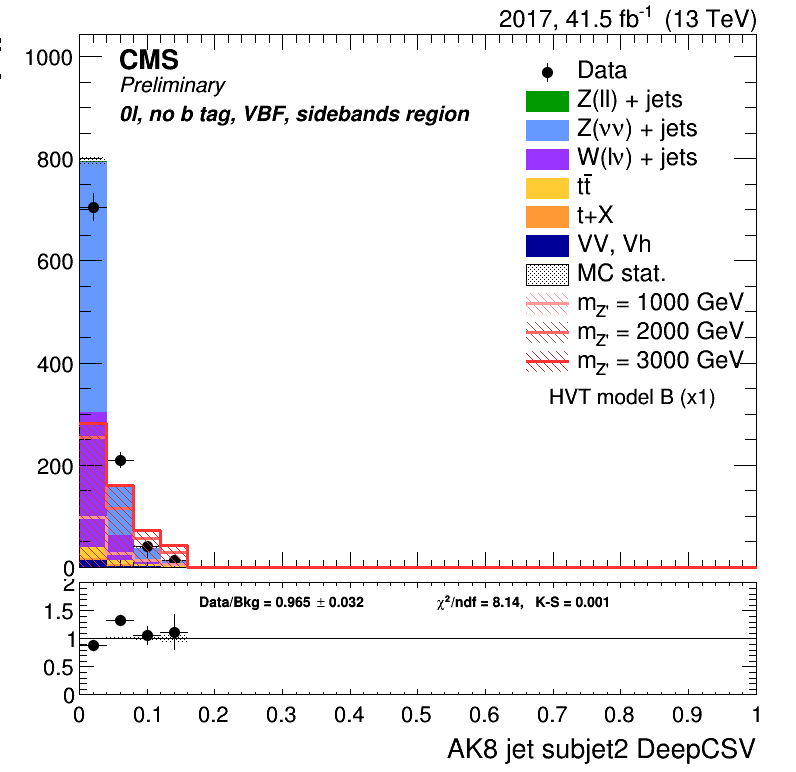 2017, 41.5 fb⁻¹ (13 TeV)
CMS
Preliminary
0l, no b tag, VBF, sidebands region
Data
Z(ll) + jets
Z(νν) + jets
W(lν) + jets
tt̄
t+X
VV, Vh
MC stat.
m_Z' = 1000 GeV
m_Z' = 2000 GeV
m_Z' = 3000 GeV
HVT model B (x1)
1000
800
600
400
200
0
Data/Bkg = 0.965 ± 0.032 χ²/ndf = 8.14, K-S = 0.001
2
1.5
1
0.5
0
0 0.1 0.2 0.3 0.4 0.5 0.6 0.7 0.8 0.9 1
AK8 jet subjet2 DeepCSV